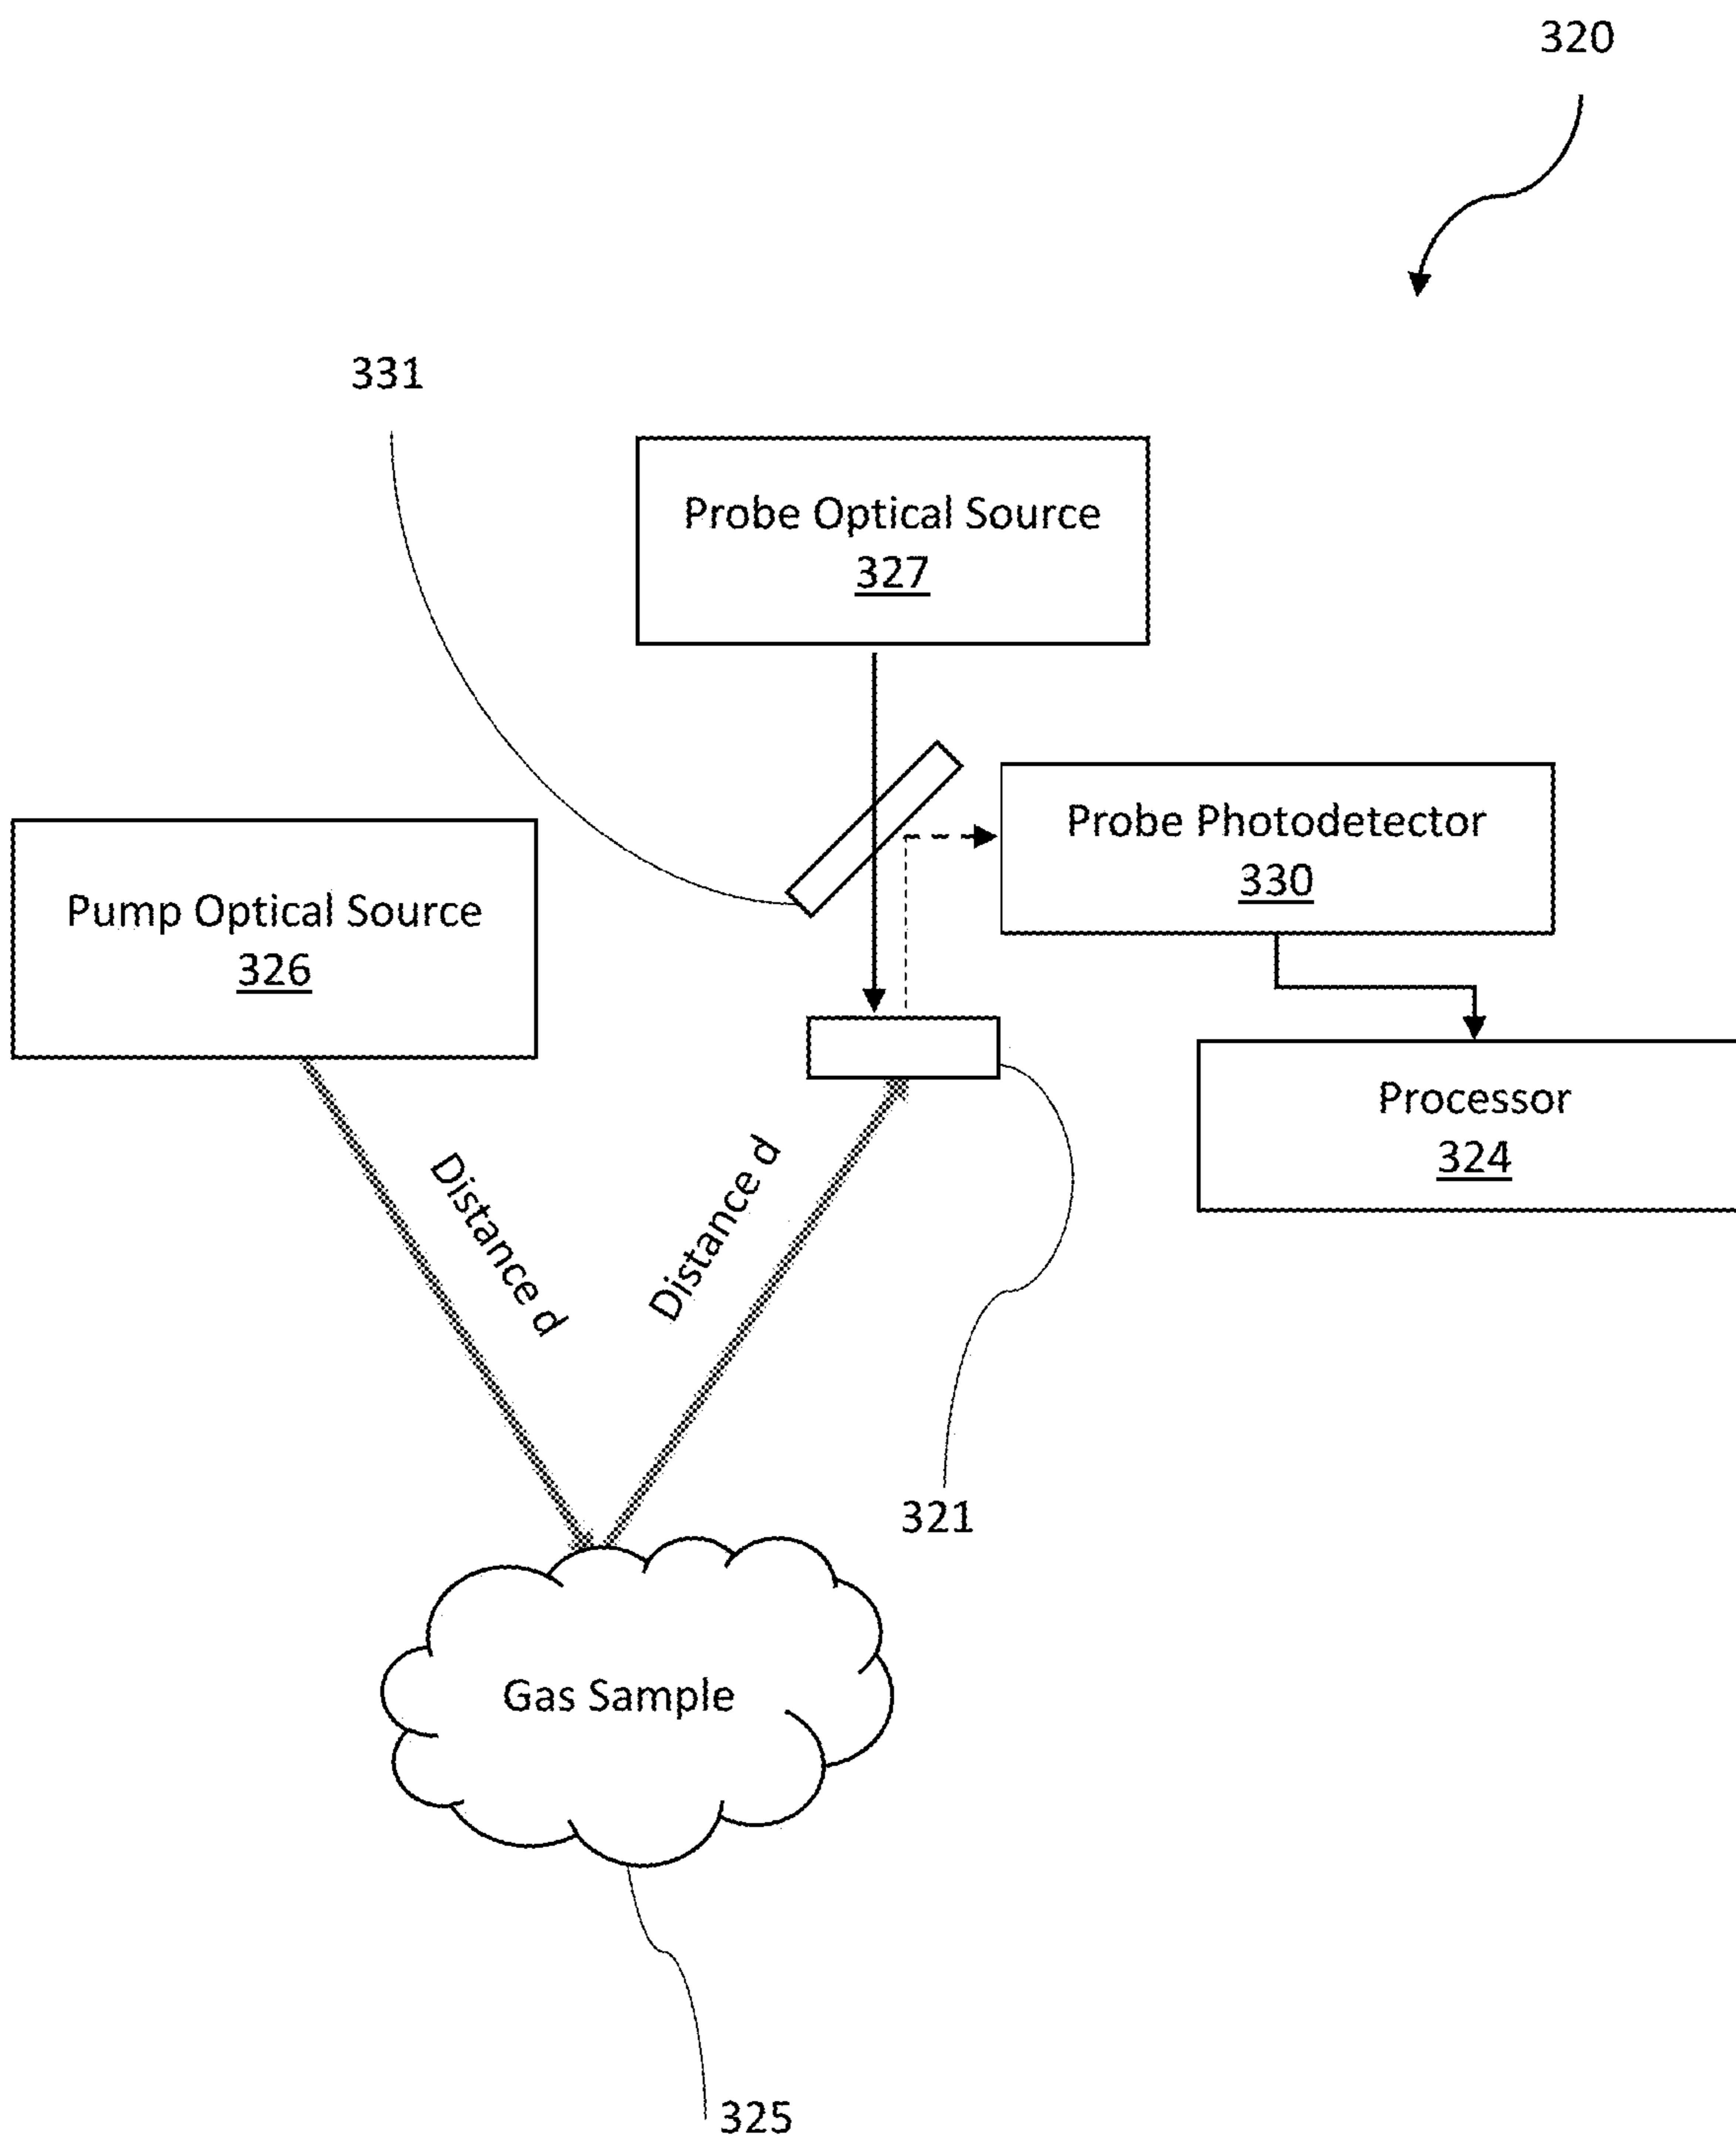 320
331
Probe Optical Source
327
Probe Photodetector
330
Pump Optical Source
326
Processor
324
Distance d
Distance d
321
Gas Sample
325